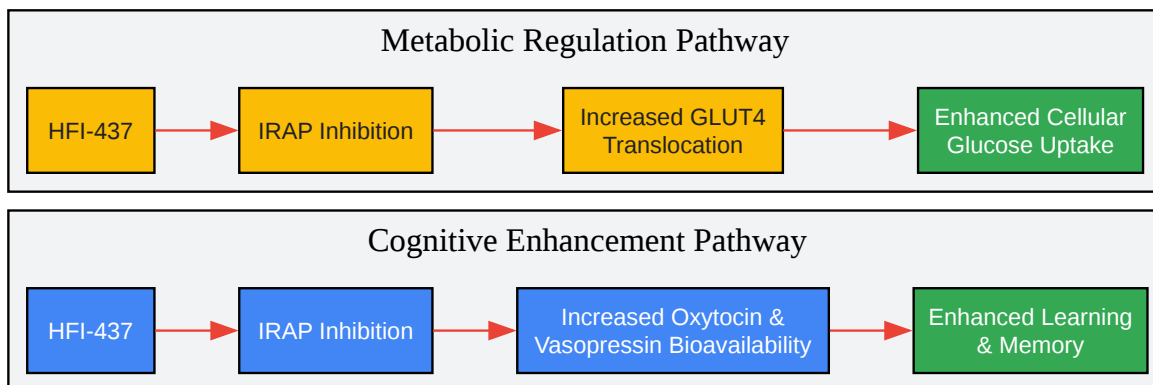 Metabolic Regulation Pathway
HFI-437
IRAP Inhibition
Increased GLUT4
Translocation
Enhanced Cellular
Glucose Uptake
Cognitive Enhancement Pathway
HFI-437
IRAP Inhibition
Increased Oxytocin &
Vasopressin Bioavailability
Enhanced Learning
& Memory